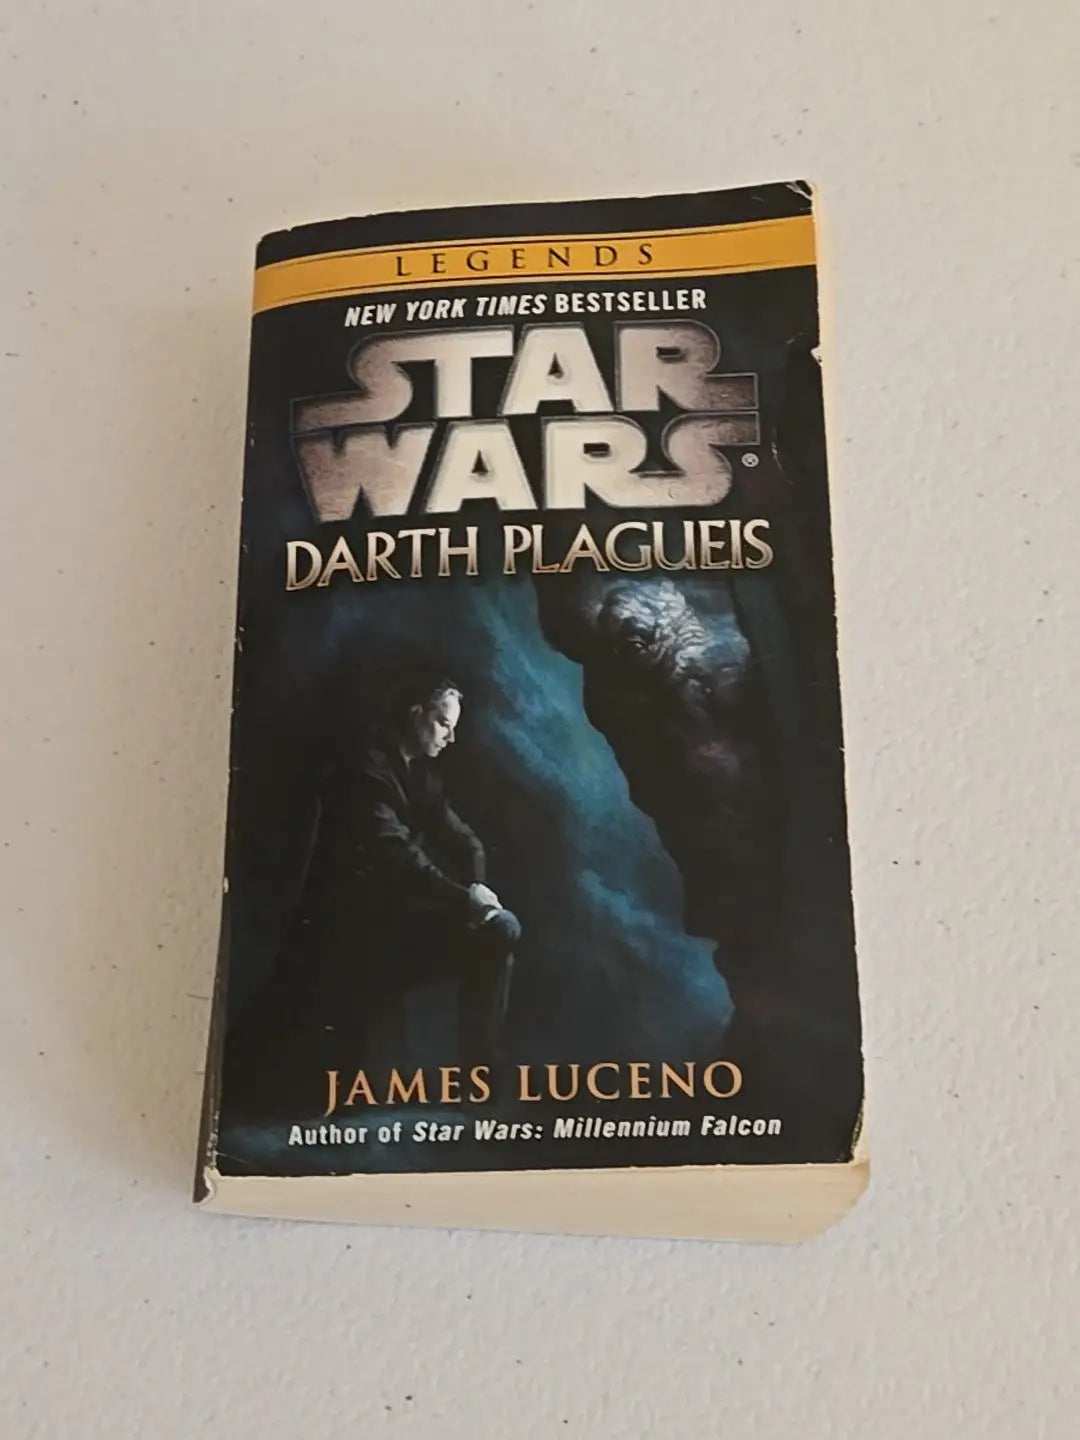 LEGENDS
NEW YORK TIMES BESTSELLER
STAR
WARS®
DARTH PLAGUEIS
JAMES LUCENO
Author of Star Wars: Millennium Falcon